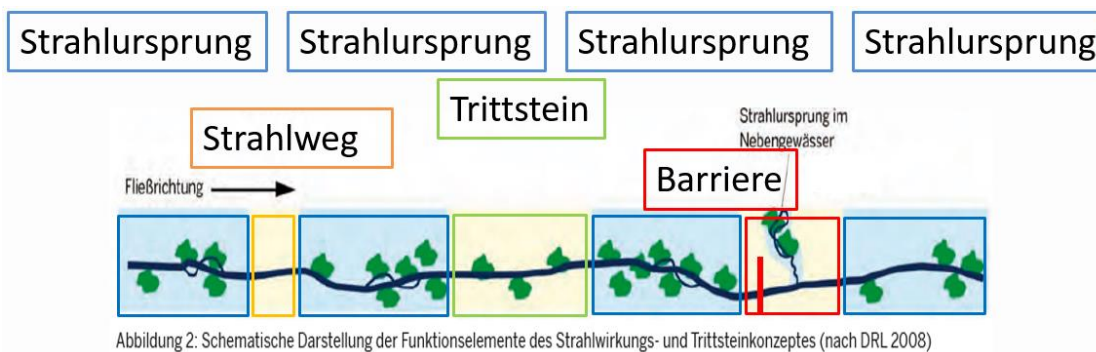 Strahlursprung
Strahlursprung
Strahlursprung
Strahlursprung
Trittstein
Strahlursprung im
Nebengewässer
Strahlweg
Barriere
Fließrichtung
Abbildung 2: Schematische Darstellung der Funktionselemente des Strahlwirkungs- und Trittsteinkonzeptes (nach DRL 2008)